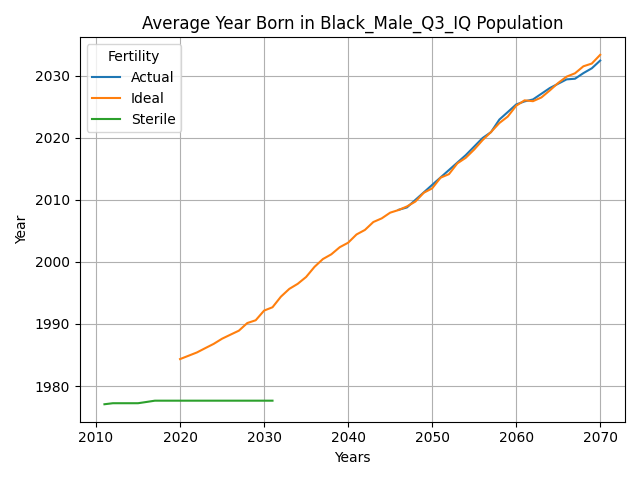 Average Year Born in Black_Male_Q3_IQ Population
Fertility
Actual
Ideal
Sterile
Year
2030
2020
2010
2000
1990
1980
2010 2020 2030 2040 2050 2060 2070
Years